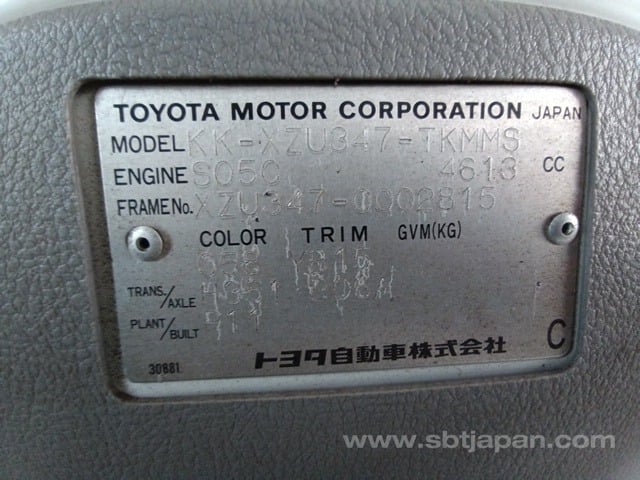 TOYOTA MOTOR CORPORATION JAPAN
MODEL KK-XZU347-TKMMS
ENGINE S05C 4613 CC
FRAME No. XZU347-0002815
COLOR TRIM GVM(KG)
TRANS./AXLE
PLANT/BUILT
C
30881
トヨタ自動車株式会社
www.sbtjapan.com